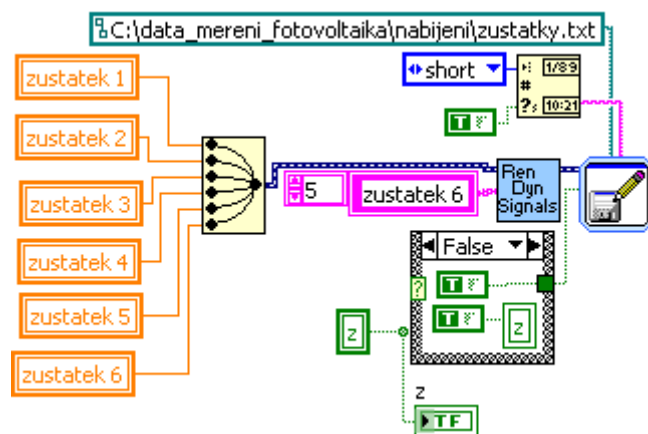 C:\data_mereni_fotovoltaika\nabijeni\zustatky.txt
zustatek 1
short
1/89
#
?
10:21
T
zustatek 2
zustatek 3
5
zustatek 6
Ren
Dyn
Signals
zustatek 4
False
zustatek 5
?
T
T
z
z
zustatek 6
z
TF